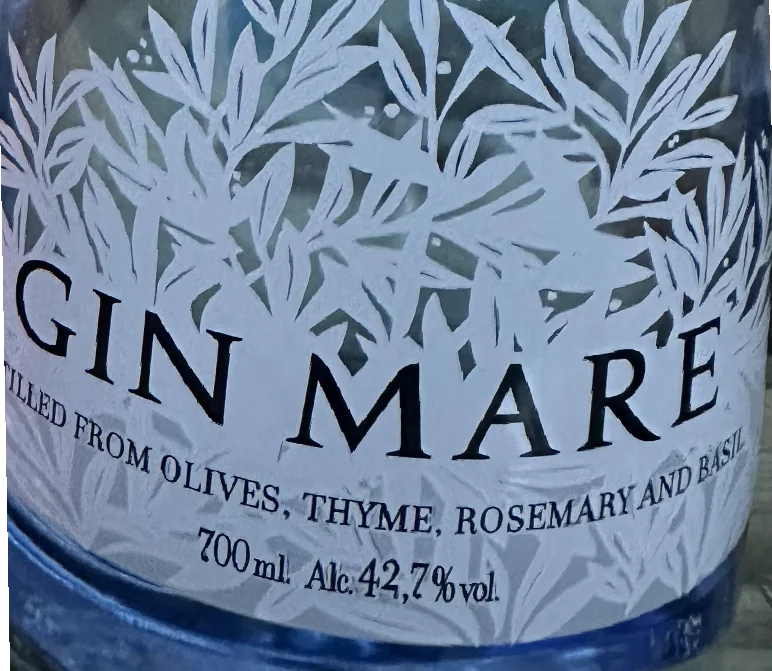 GIN MARE
TILLED FROM OLIVES, THYME, ROSEMARY AND BASIL
700ml. Alc. 42,7% vol.